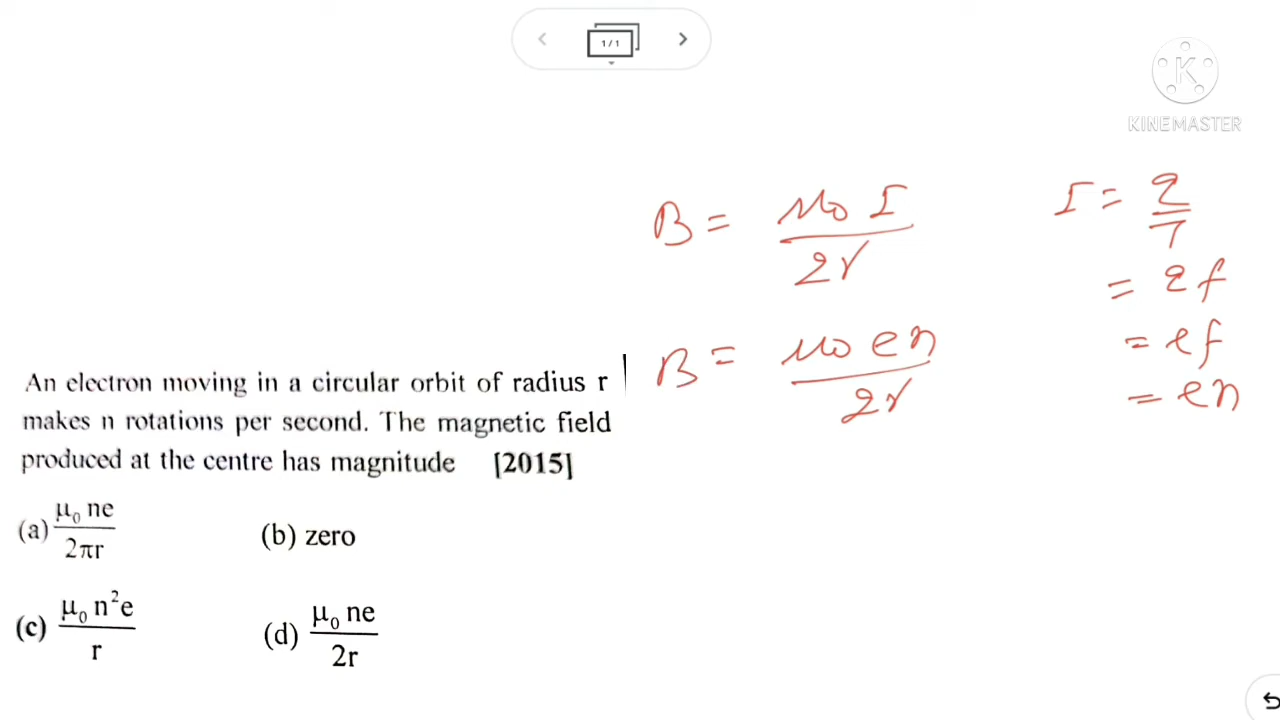 1/1
KINEMASTER
B = μ₀ I / 2r
I = q / T
= qf
= ef
= en
B = μ₀ en / 2r
An electron moving in a circular orbit of radius r
makes n rotations per second. The magnetic field
produced at the centre has magnitude [2015]
(a) μ₀ ne / 2πr (b) zero
(c) μ₀ n²e / r (d) μ₀ ne / 2r